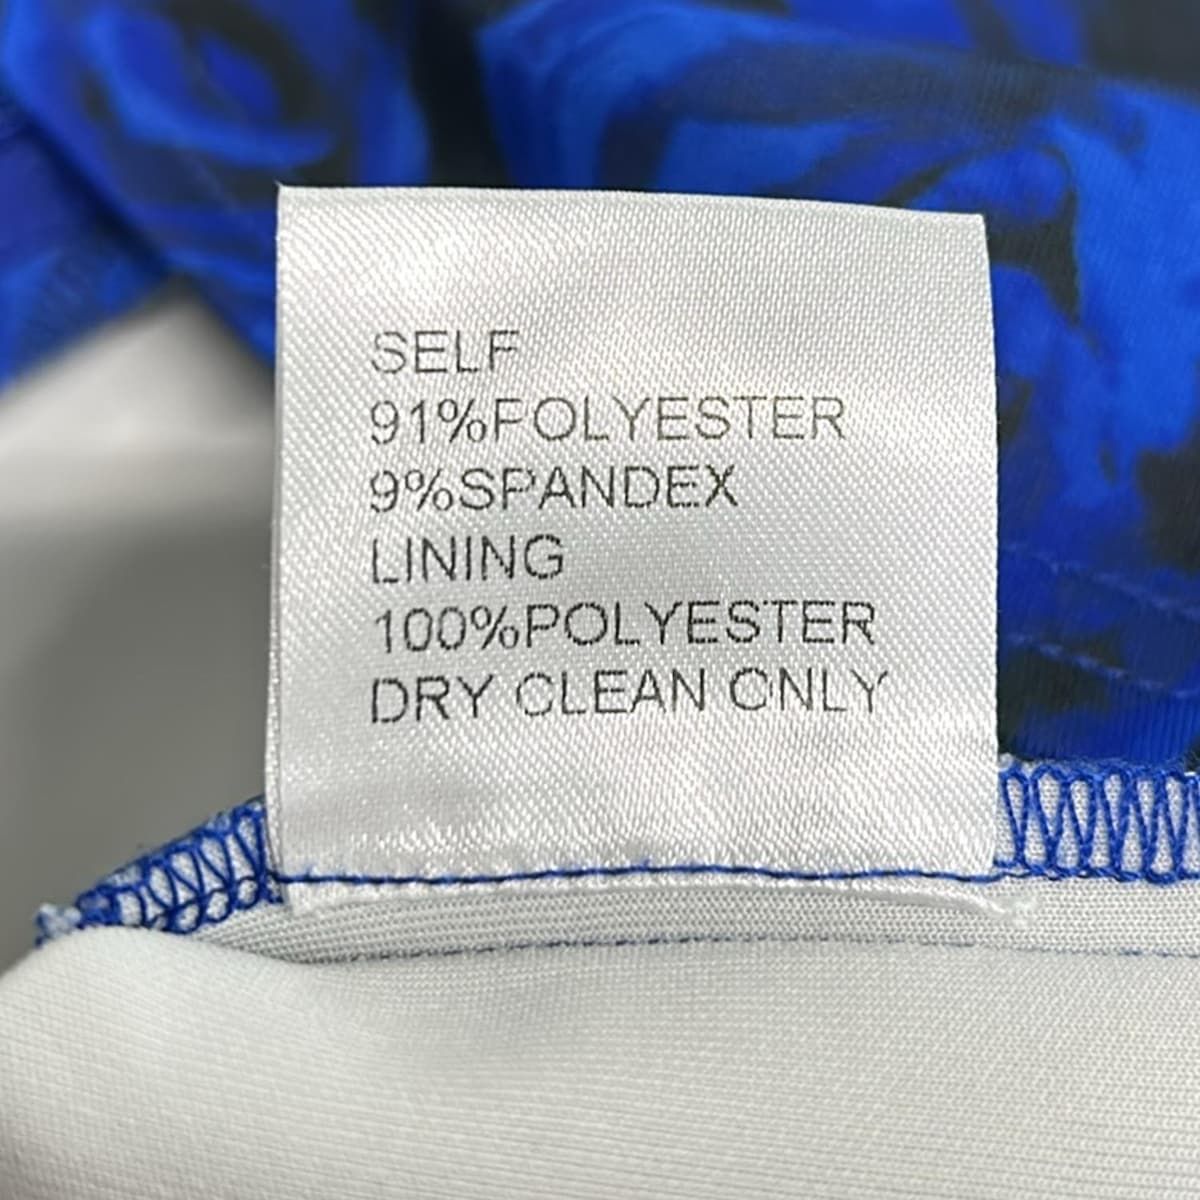 SELF
91%POLYESTER
9%SPANDEX
LINING
100%POLYESTER
DRY CLEAN ONLY